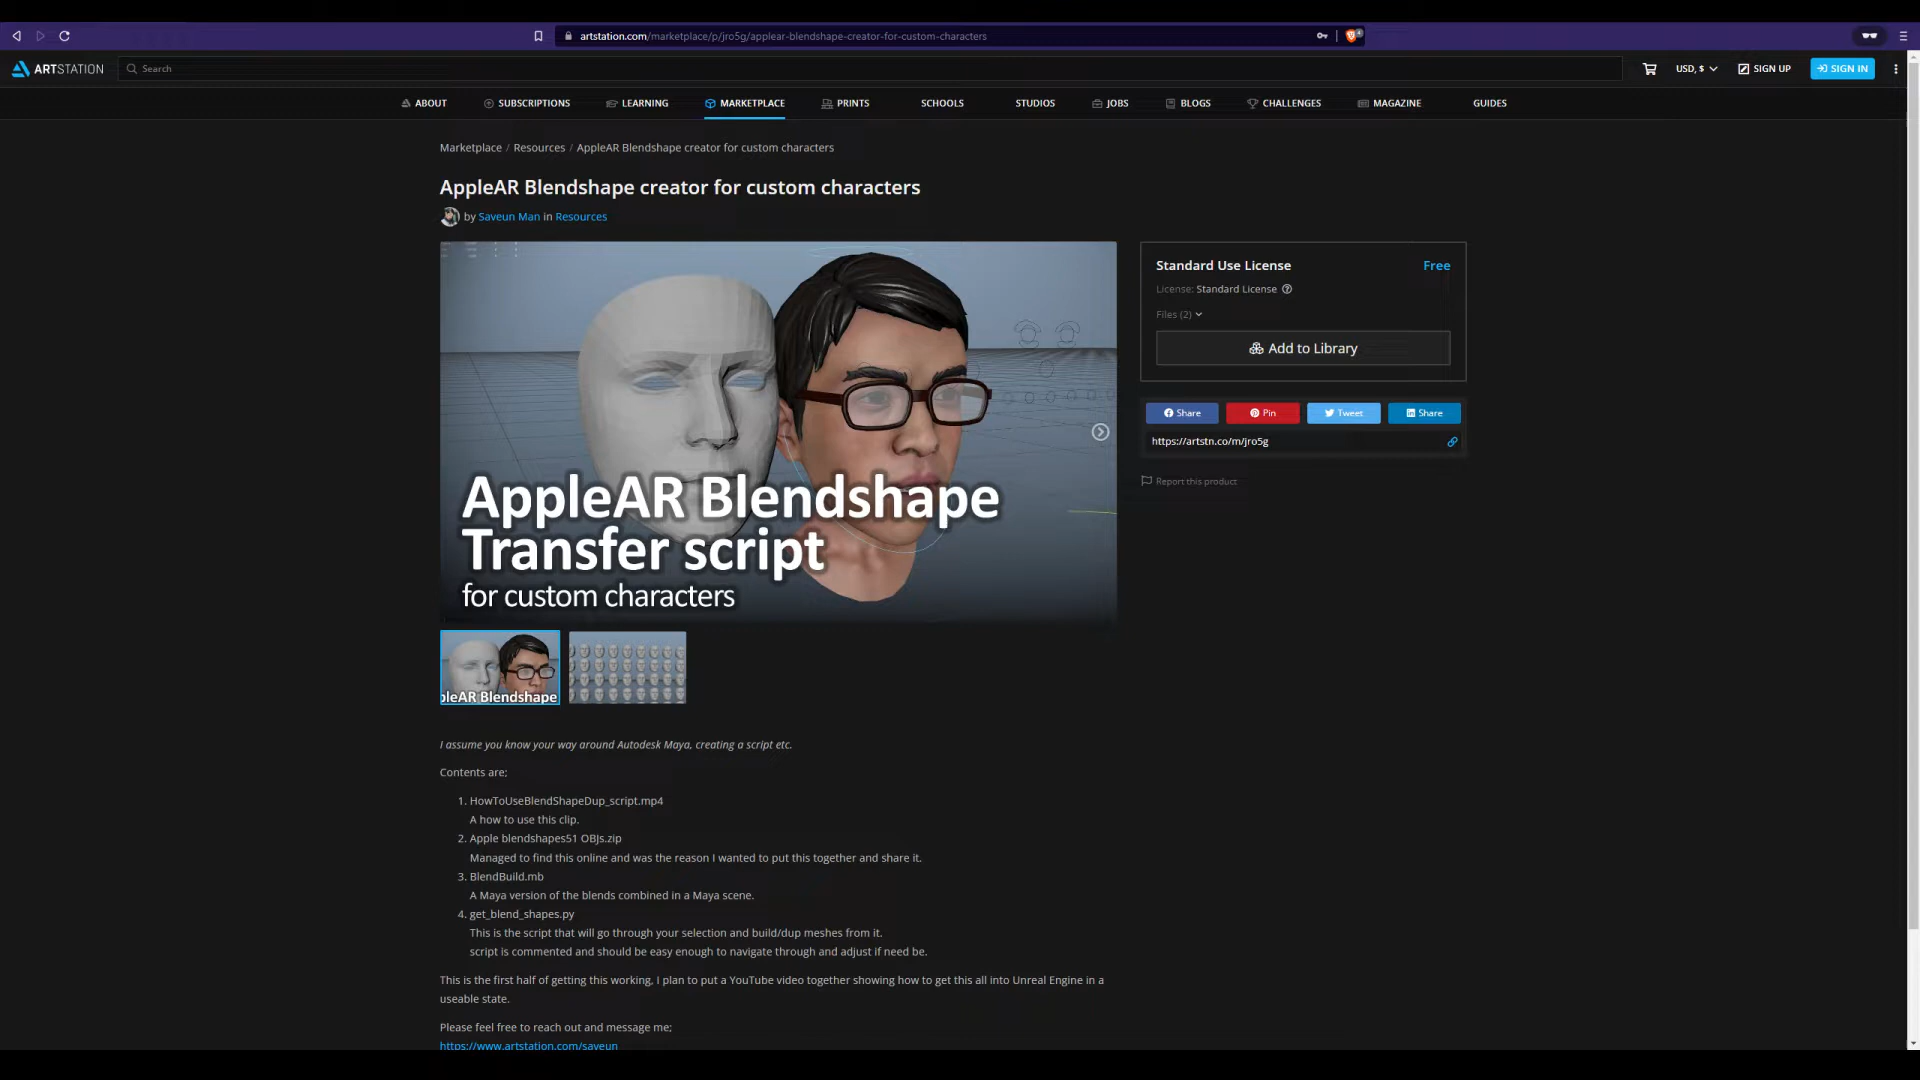 artstation.com/marketplace/p/jro5g/applear-blendshape-creator-for-custom-characters
ARTSTATION
Search
USD, $
SIGN UP
SIGN IN
ABOUT
SUBSCRIPTIONS
LEARNING
MARKETPLACE
PRINTS
SCHOOLS
STUDIOS
JOBS
BLOGS
CHALLENGES
MAGAZINE
GUIDES
Marketplace / Resources / AppleAR Blendshape creator for custom characters
AppleAR Blendshape creator for custom characters
by Saveun Man in Resources
AppleAR Blendshape
Transfer script
for custom characters
Standard Use License Free
License: Standard License
Files (2)
Add to Library
Share
Pin
Tweet
Share
https://artstn.co/m/jro5g
Report this product
pleAR Blendshape
I assume you know your way around Autodesk Maya, creating a script etc.
Contents are;
1. HowToUseBlendShapeDup_script.mp4
A how to use this clip.
2. Apple blendshapes51 OBJs.zip
Managed to find this online and was the reason I wanted to put this together and share it.
3. BlendBuild.mb
A Maya version of the blends combined in a Maya scene.
4. get_blend_shapes.py
This is the script that will go through your selection and build/dup meshes from it.
script is commented and should be easy enough to navigate through and adjust if need be.
This is the first half of getting this working, I plan to put a YouTube video together showing how to get this all into Unreal Engine in a
useable state.
Please feel free to reach out and message me;
https://www.artstation.com/saveun